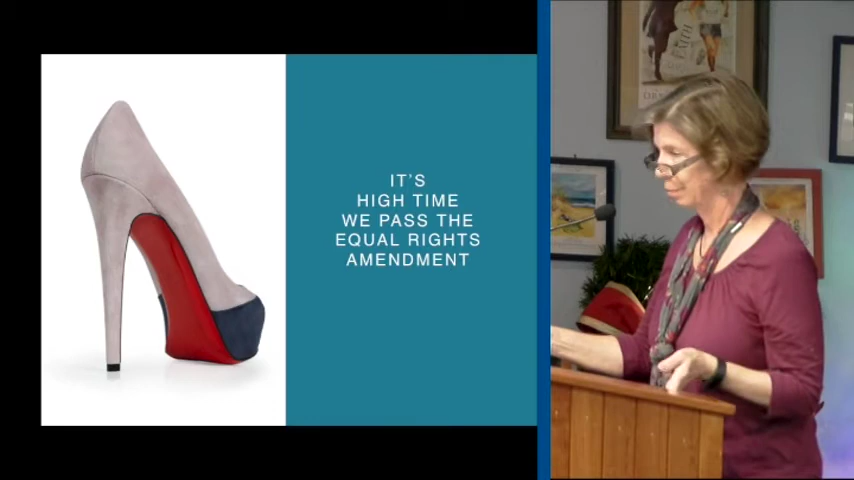 IT'S
HIGH TIME
WE PASS THE
EQUAL RIGHTS
AMENDMENT